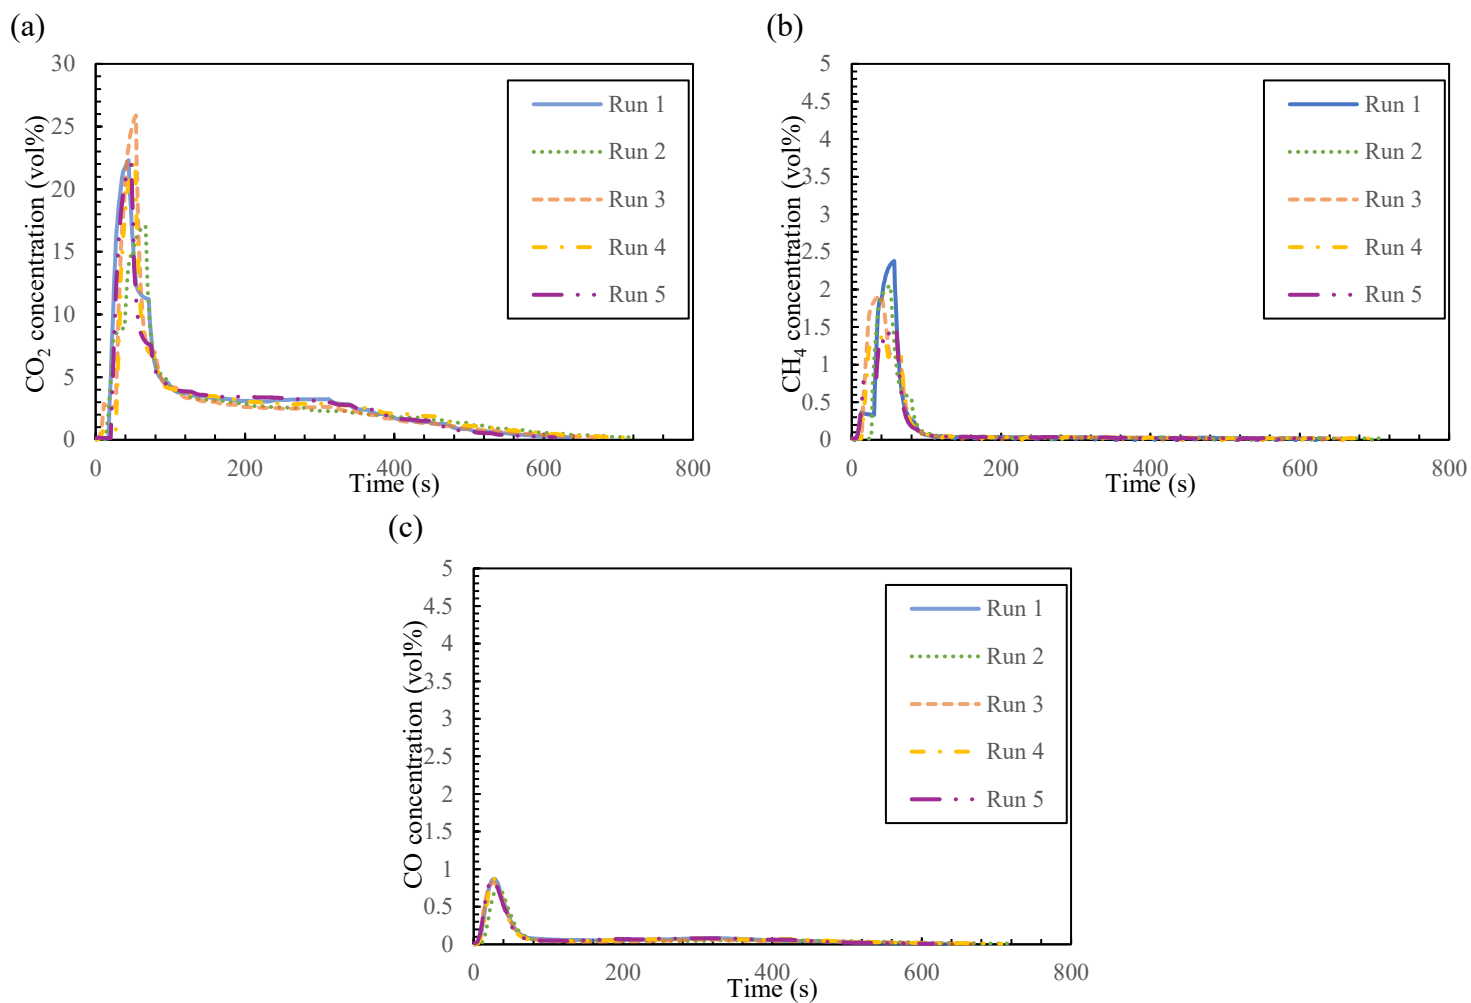 (a)
CO2 concentration (vol%)
30
25
20
15
10
5
0
0 200 400 600 800
Time (s)
Run 1
Run 2
Run 3
Run 4
Run 5
(b)
CH4 concentration (vol%)
5
4.5
4
3.5
3
2.5
2
1.5
1
0.5
0
0 200 400 600 800
Time (s)
Run 1
Run 2
Run 3
Run 4
Run 5
(c)
CO concentration (vol%)
5
4.5
4
3.5
3
2.5
2
1.5
1
0.5
0
0 200 400 600 800
Time (s)
Run 1
Run 2
Run 3
Run 4
Run 5